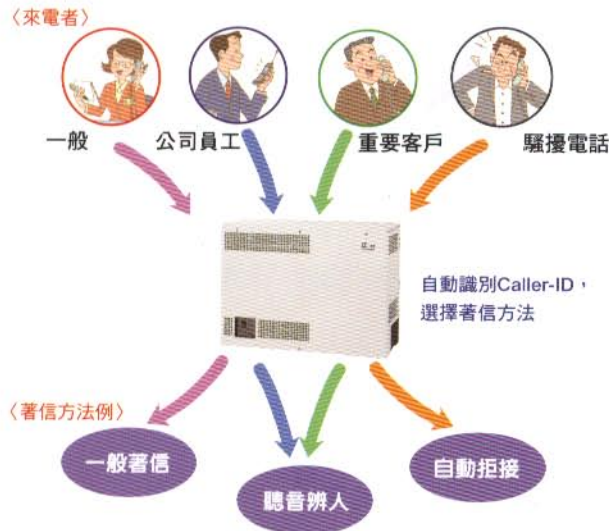 〈來電者〉
一般
公司員工
重要客戶
騷擾電話
自動識別Caller-ID，
選擇著信方法
〈著信方法例〉
一般著信
聽音辨人
自動拒接